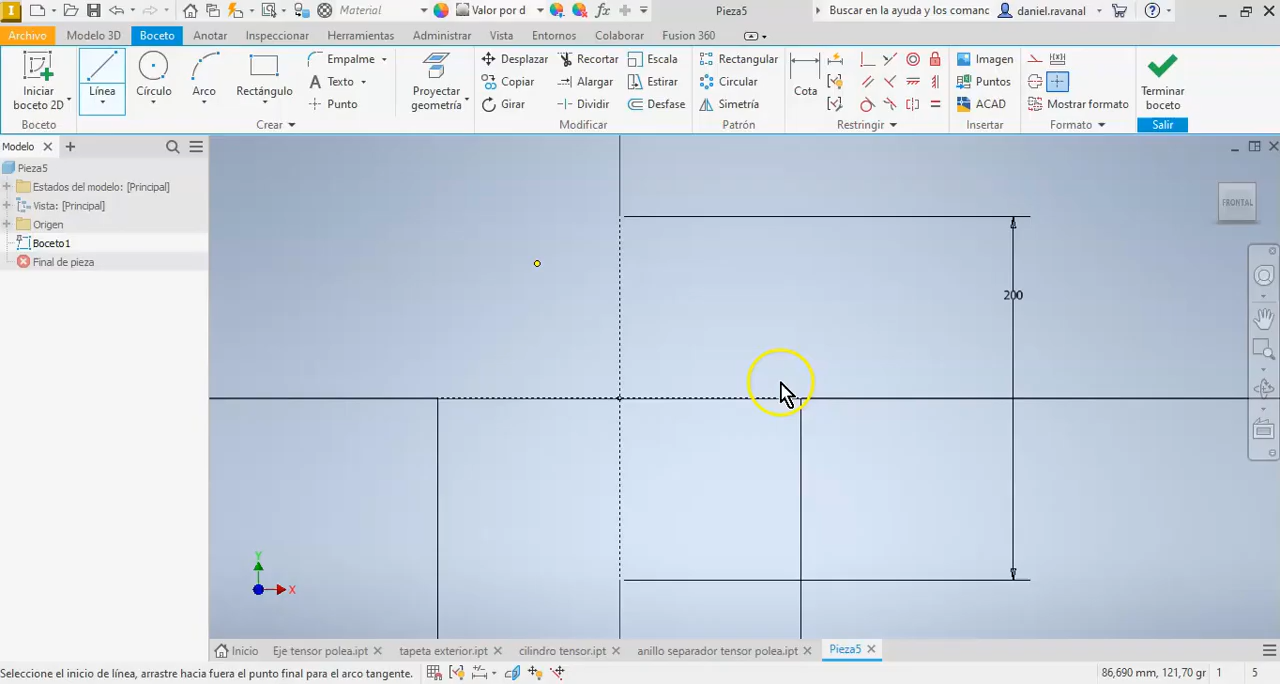 Material Valor por d Pieza5 Buscar en la ayuda y los comanc daniel.ravanal
Archivo Modelo 3D Boceto Anotar Inspeccionar Herramientas Administrar Vista Entornos Colaborar Fusion 360
Iniciar boceto 2D Línea Círculo Arco Rectángulo Empalme Texto Punto Proyectar geometría Desplazar Copiar Girar Recortar Alargar Dividir Escala Estirar Desfase Rectangular Circular Simetría Cota Imagen Puntos ACAD Mostrar formato Terminar boceto
Boceto Crear Modificar Patrón Restringir Insertar Formato Salir
Modelo
Pieza5
Estados del modelo: [Principal]
Vista: [Principal]
Origen
Boceto1
Final de pieza
FRONTAL
200
Y
X
Inicio Eje tensor polea.ipt tapeta exterior.ipt cilindro tensor.ipt anillo separador tensor polea.ipt Pieza5
Seleccione el inicio de línea, arrastre hacia fuera el punto final para el arco tangente. 86,690 mm, 121,70 gr 1 5